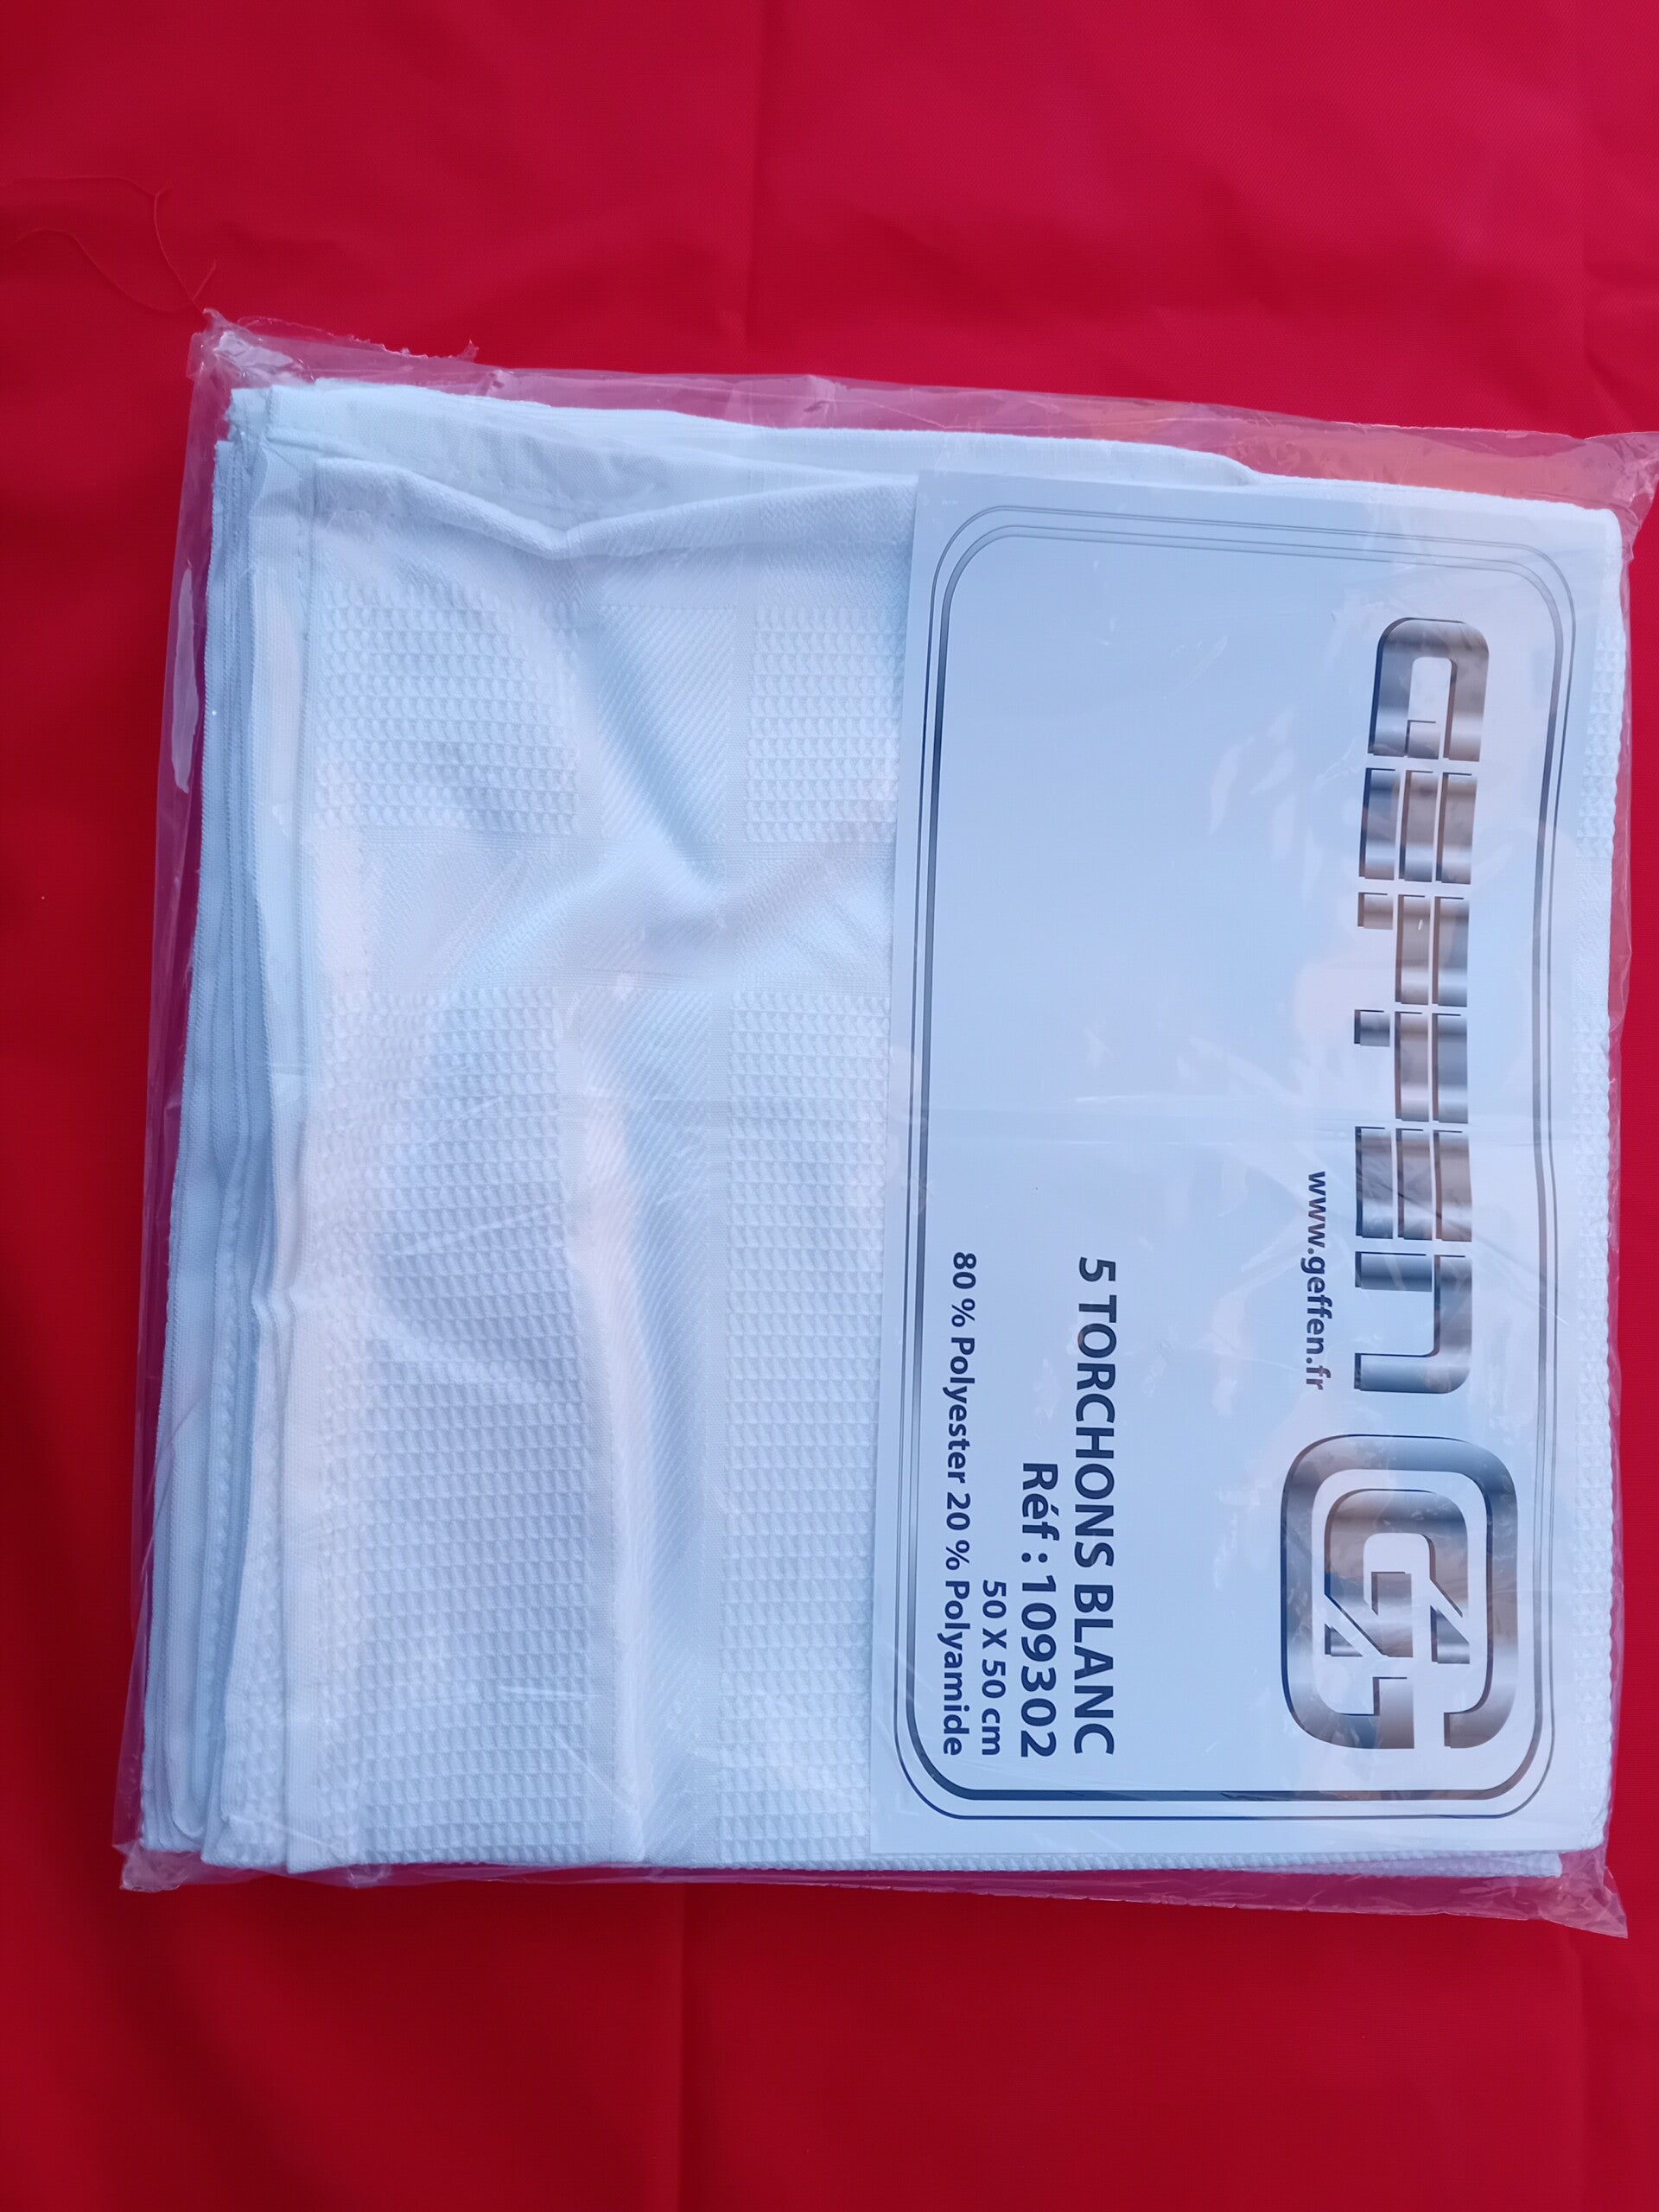 Geffen
G
www.geffen.fr
5 TORCHONS BLANC
Réf : 109302
50 X 50 cm
80 % Polyester 20 % Polyamide